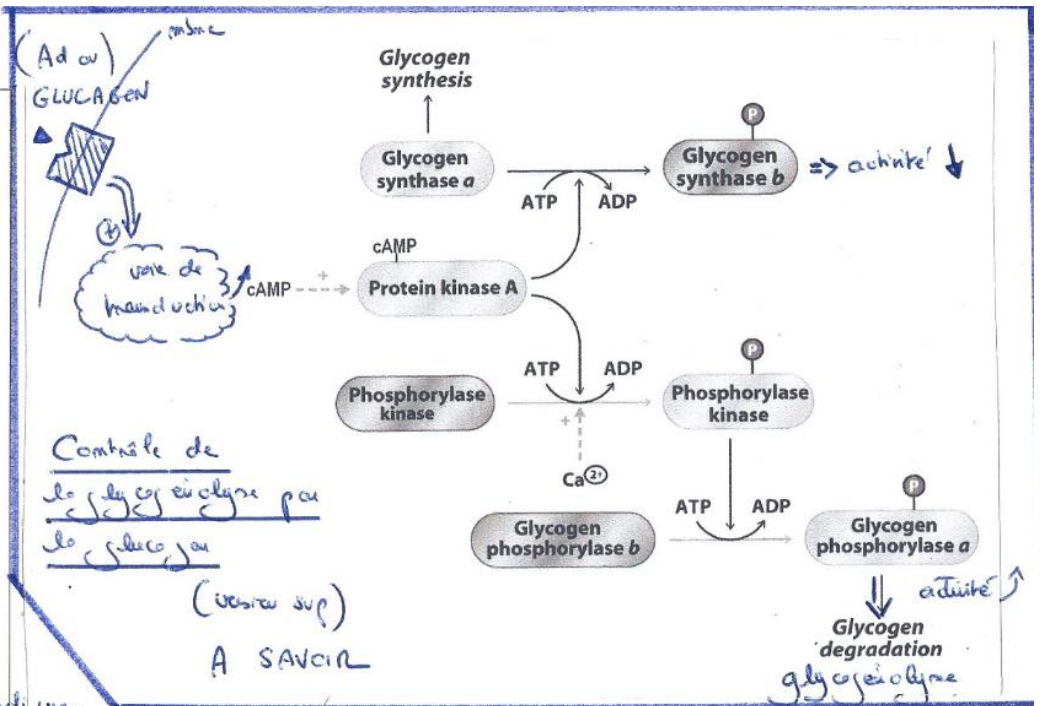 (Ad ou)
GLUCAGEN
mbne
Glycogen
synthesis
Glycogen
synthase a
ATP
ADP
P
Glycogen
synthase b
=> activité ↓
+
voie de
cAMP
+
cAMP
Protein kinase A
Phosphorylase
kinase
ATP
ADP
+
Ca2+
P
Phosphorylase
kinase
Glycogen
phosphorylase b
ATP
ADP
P
Glycogen
phosphorylase a
activité
Glycogen
degradation
glycogénolyse
Contrôle de
la glycogénolyse par
le glucagon
(version sup)
A SAVOIR